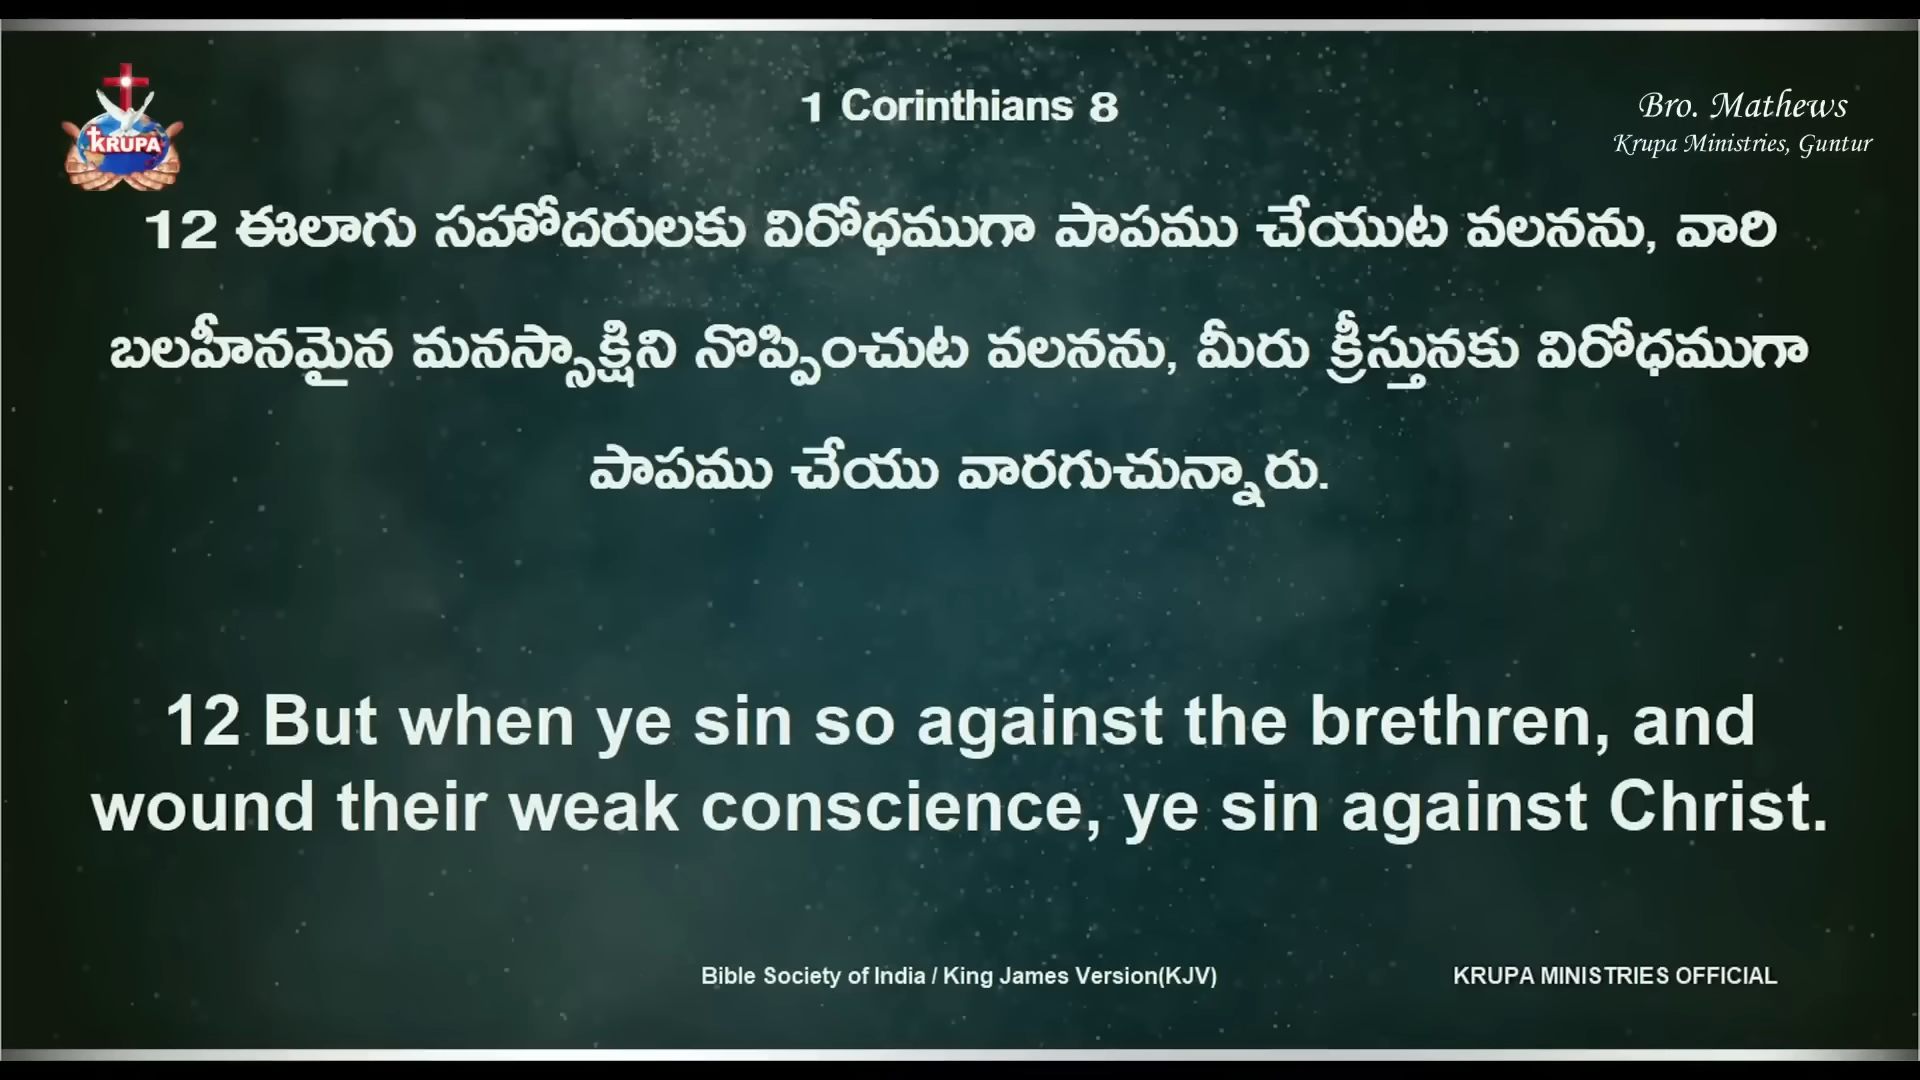 1 Corinthians 8
Bro. Mathews
Krupa Ministries, Guntur
KRUPA
12 ఈలాగు సహోదరులకు విరోధముగా పాపము చేయుట వలనను, వారి
బలహీనమైన మనస్సాక్షిని నొప్పించుట వలనను, మీరు క్రీస్తునకు విరోధముగా
పాపము చేయు వారగుచున్నారు.
12 But when ye sin so against the brethren, and
wound their weak conscience, ye sin against Christ.
Bible Society of India / King James Version(KJV)
KRUPA MINISTRIES OFFICIAL